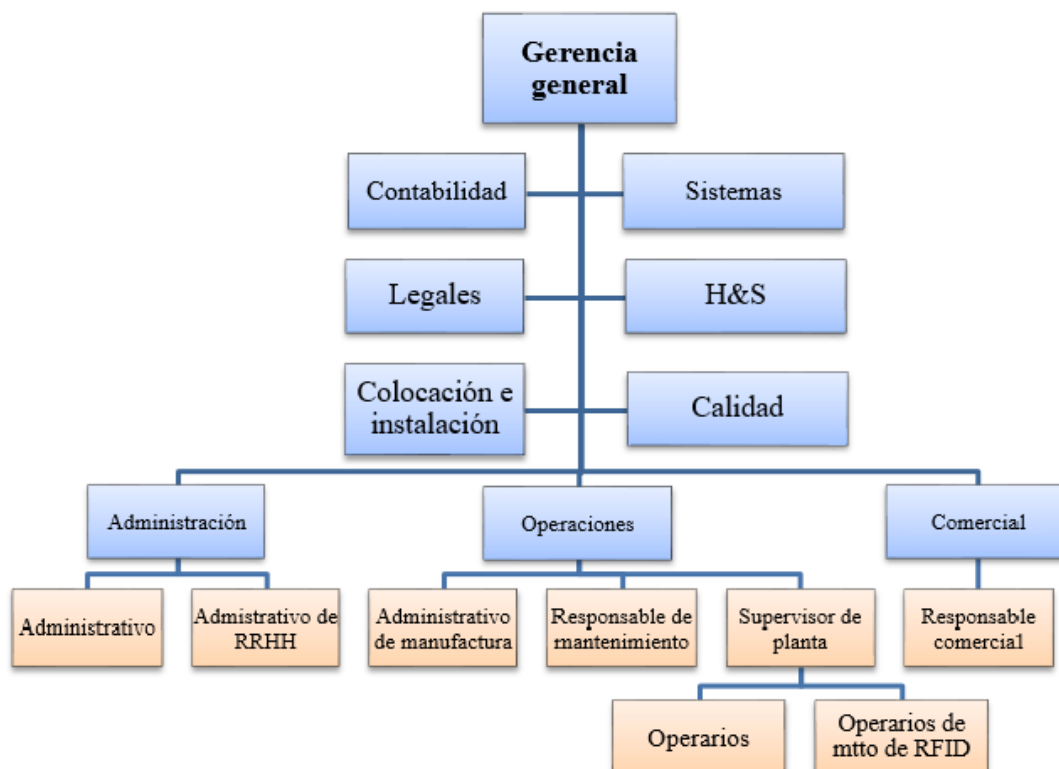 Gerencia
general
Contabilidad
Sistemas
Legales
H&S
Colocación e
instalación
Calidad
Administración
Operaciones
Comercial
Administrativo
Admistrativo de
RRHH
Administrativo
de manufactura
Responsable de
mantenimiento
Supervisor de
planta
Responsable
comercial
Operarios
Operarios de
mtto de RFID